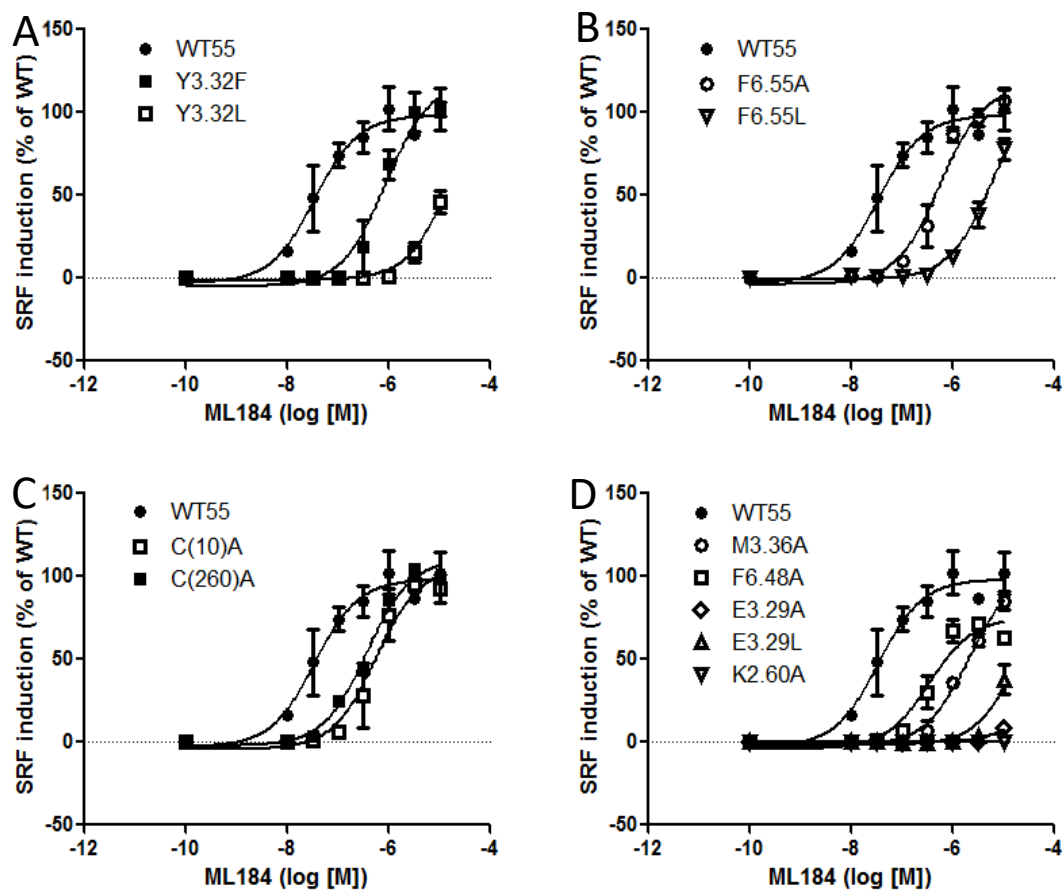 A
B
WT55
Y3.32F
Y3.32L
WT55
F6.55A
F6.55L
SRF induction (% of WT)
150
100
50
0
-50
SRF induction (% of WT)
150
100
50
0
-50
-12 -10 -8 -6 -4
ML184 (log [M])
-12 -10 -8 -6 -4
ML184 (log [M])
C
D
WT55
C(10)A
C(260)A
WT55
M3.36A
F6.48A
E3.29A
E3.29L
K2.60A
SRF induction (% of WT)
150
100
50
0
-50
SRF induction (% of WT)
150
100
50
0
-50
-12 -10 -8 -6 -4
ML184 (log [M])
-12 -10 -8 -6 -4
ML184 (log [M])